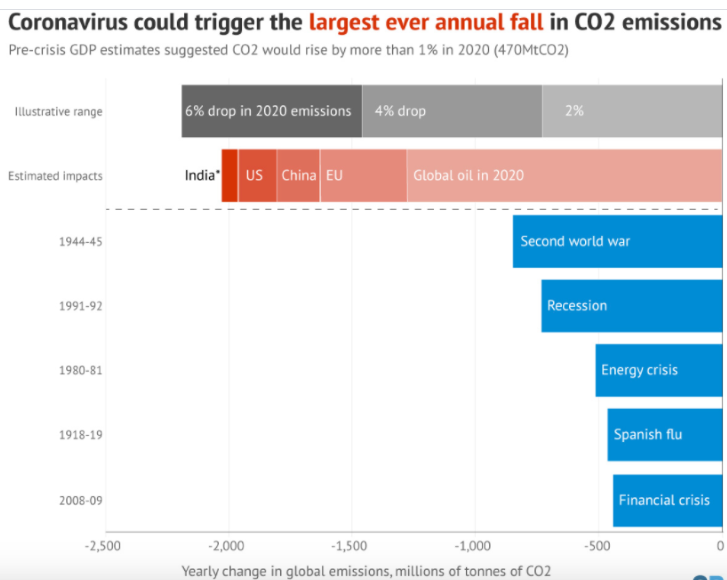 Coronavirus could trigger the largest ever annual fall in CO2 emissions
Pre-crisis GDP estimates suggested CO2 would rise by more than 1% in 2020 (470MtCO2)
Illustrative range
6% drop in 2020 emissions
4% drop
2%
Estimated impacts
India*
US
China
EU
Global oil in 2020
1944-45
Second world war
1991-92
Recession
1980-81
Energy crisis
1918-19
Spanish flu
2008-09
Financial crisis
-2,500
-2,000
-1,500
-1,000
-500
0
Yearly change in global emissions, millions of tonnes of CO2